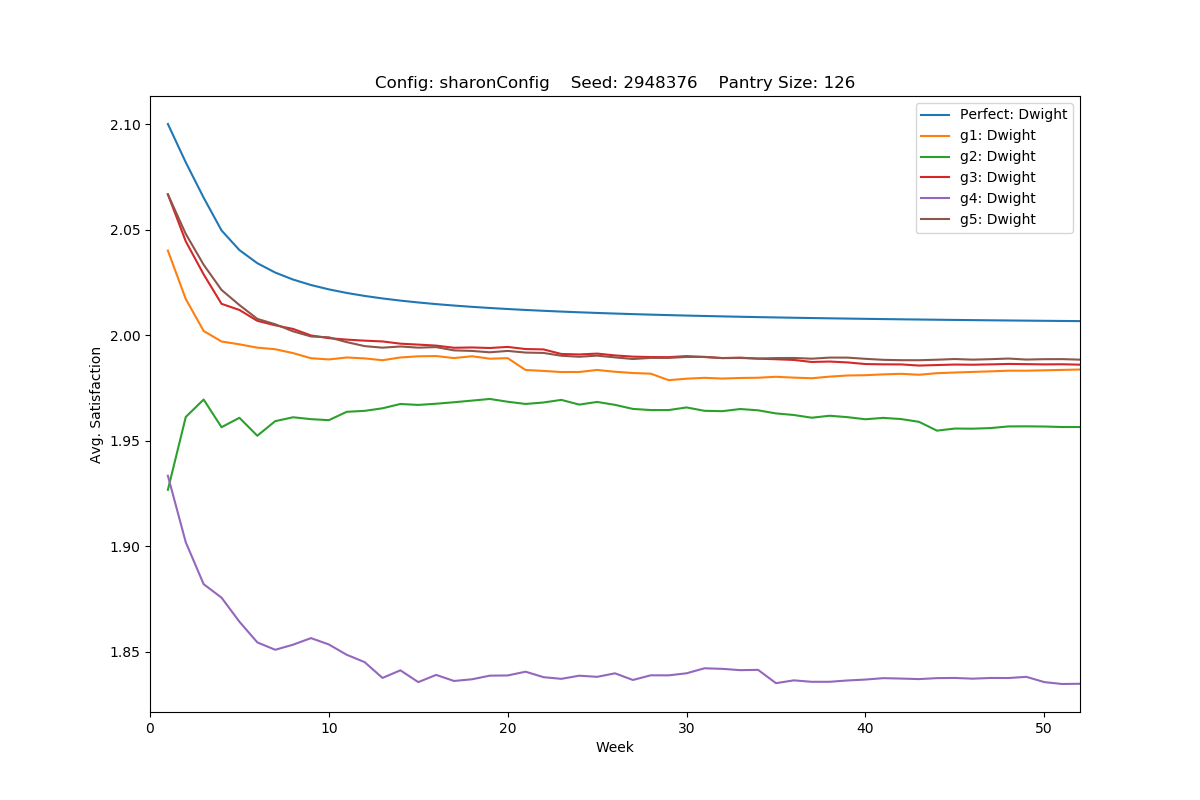 Config: sharonConfig    Seed: 2948376    Pantry Size: 126
Perfect: Dwight
g1: Dwight
g2: Dwight
g3: Dwight
g4: Dwight
g5: Dwight
2.10
2.05
2.00
1.95
1.90
1.85
Avg. Satisfaction
0 10 20 30 40 50
Week